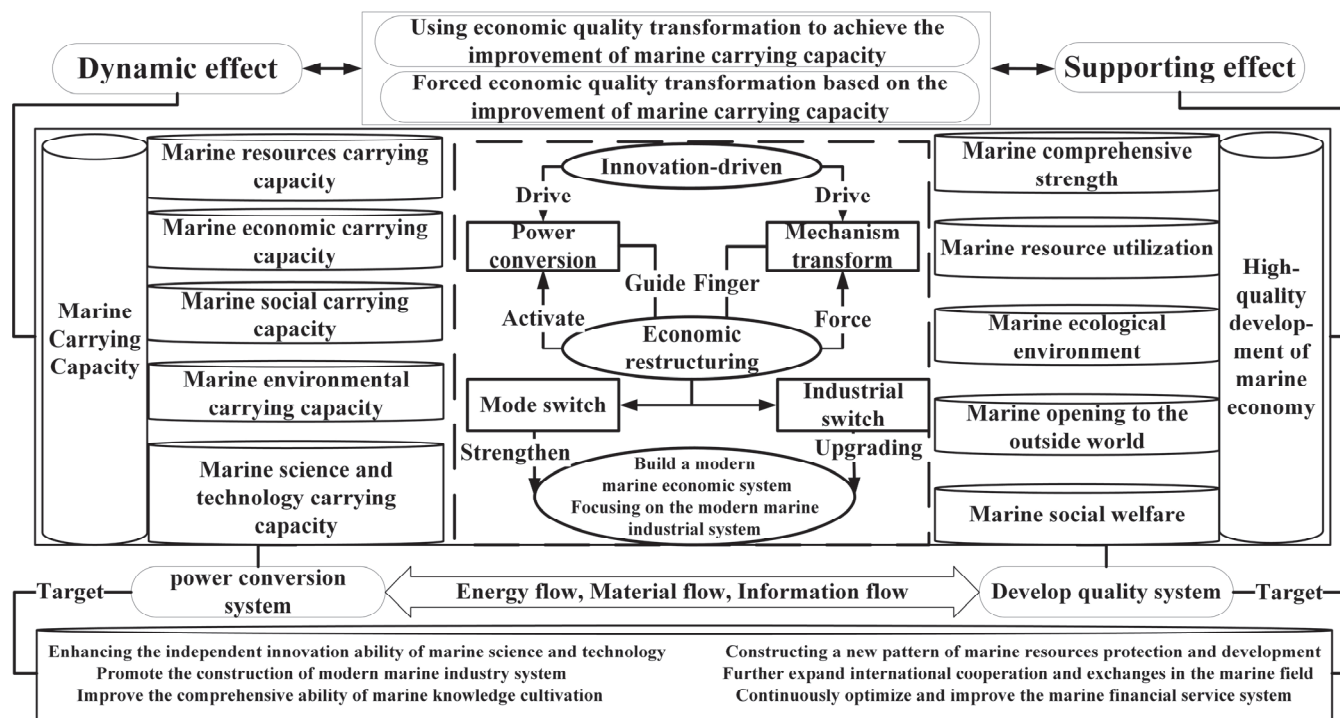 Dynamic effect
Using economic quality transformation to achieve the
improvement of marine carrying capacity
Forced economic quality transformation based on the
improvement of marine carrying capacity
Supporting effect
Marine
Carrying
Capacity
Marine resources carrying
capacity
Marine economic carrying
capacity
Marine social carrying
capacity
Marine environmental
carrying capacity
Marine science and
technology carrying
capacity
Innovation-driven
Drive
Drive
Power
conversion
Mechanism
transform
Guide
Finger
Activate
Force
Economic
restructuring
Mode switch
Industrial
switch
Strengthen
Upgrading
Build a modern
marine economic system
Focusing on the modern marine
industrial system
Marine comprehensive
strength
Marine resource utilization
Marine ecological
environment
Marine opening to the
outside world
Marine social welfare
High-
quality
develop-
ment of
marine
economy
Target
power conversion
system
Energy flow, Material flow, Information flow
Develop quality system
Target
Enhancing the independent innovation ability of marine science and technology
Promote the construction of modern marine industry system
Improve the comprehensive ability of marine knowledge cultivation
Constructing a new pattern of marine resources protection and development
Further expand international cooperation and exchanges in the marine field
Continuously optimize and improve the marine financial service system